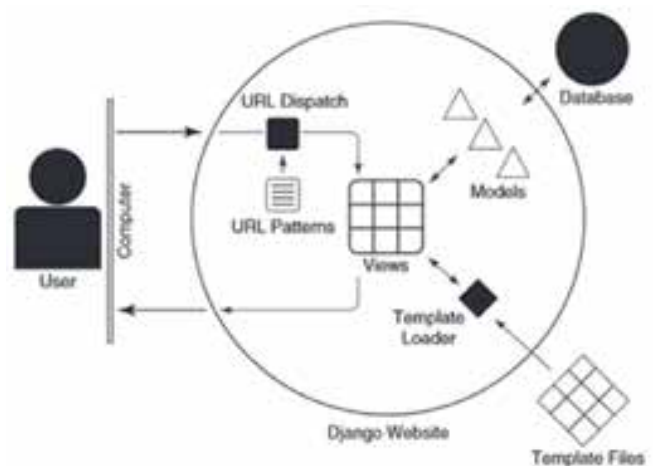 URL Dispatch
Database
Models
URL Patterns
Computer
Views
User
Template
Loader
Django Website
Template Files